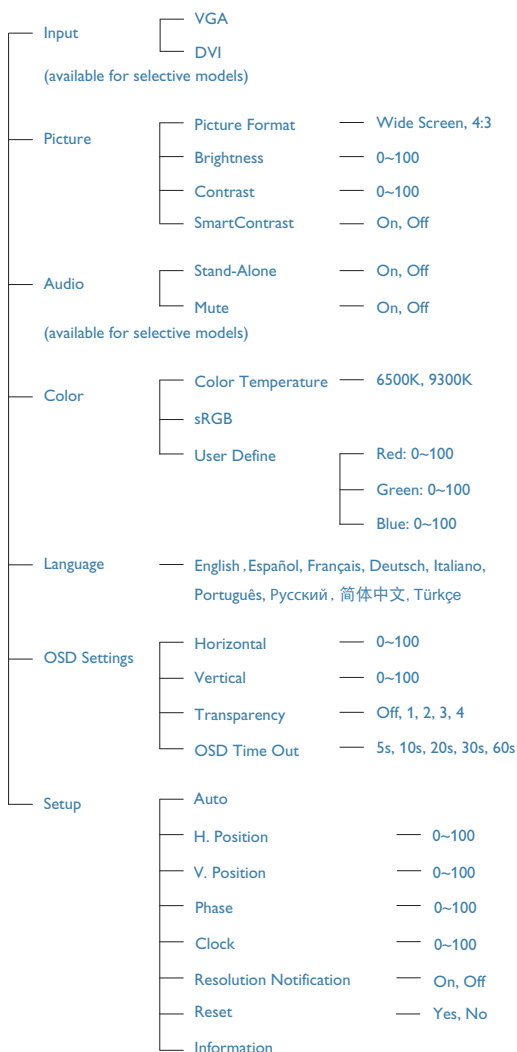 Input
VGA
DVI
(available for selective models)
Picture
Picture Format
Wide Screen, 4:3
Brightness
0~100
Contrast
0~100
SmartContrast
On, Off
Audio
Stand-Alone
On, Off
Mute
On, Off
(available for selective models)
Color
Color Temperature
6500K, 9300K
sRGB
User Define
Red: 0~100
Green: 0~100
Blue: 0~100
Language
English , Español, Français, Deutsch, Italiano,
Português, Русский , 简体中文, Türkçe
OSD Settings
Horizontal
0~100
Vertical
0~100
Transparency
Off, 1, 2, 3, 4
OSD Time Out
5s, 10s, 20s, 30s, 60s
Setup
Auto
H. Position
0~100
V. Position
0~100
Phase
0~100
Clock
0~100
Resolution Notification
On, Off
Reset
Yes, No
Information